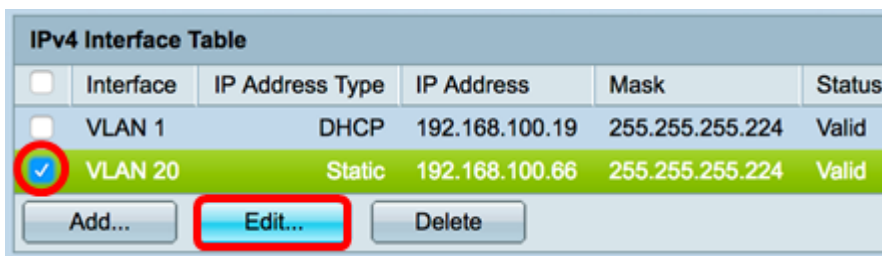 IPv4 Interface Table
Interface IP Address Type IP Address Mask Status
VLAN 1 DHCP 192.168.100.19 255.255.255.224 Valid
VLAN 20 Static 192.168.100.66 255.255.255.224 Valid
Add... Edit... Delete